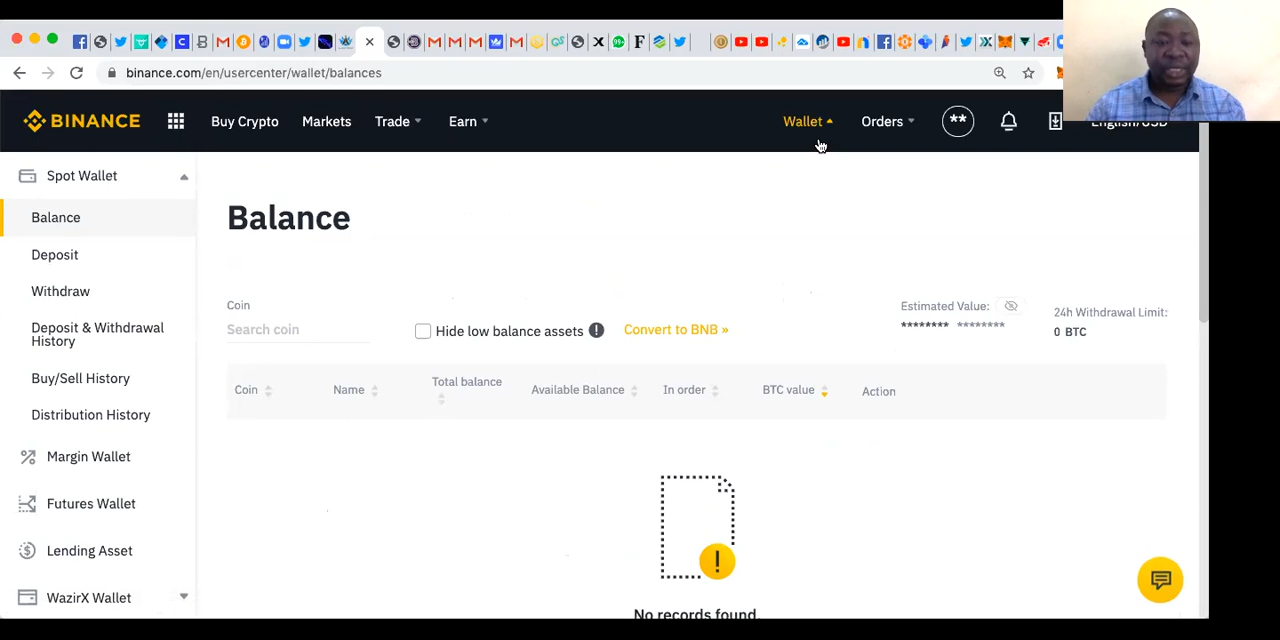 binance.com/en/usercenter/wallet/balances
BINANCE
Buy Crypto
Markets
Trade
Earn
Wallet
Orders
**
English/USD
Spot Wallet
Balance
Deposit
Withdraw
Deposit & Withdrawal
History
Buy/Sell History
Distribution History
Margin Wallet
Futures Wallet
Lending Asset
WazirX Wallet
Balance
Coin
Search coin
Hide low balance assets
Convert to BNB »
Estimated Value:
******** ********
24h Withdrawal Limit:
0 BTC
Coin
Name
Total balance
Available Balance
In order
BTC value
Action
No records found.